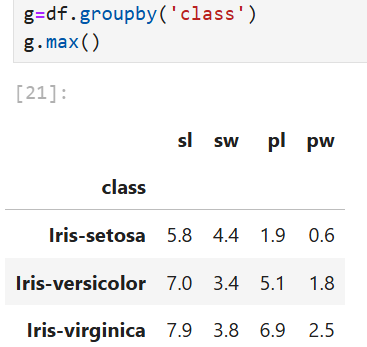 g=df.groupby('class')
g.max()
[21]:
sl sw pl pw
class
Iris-setosa 5.8 4.4 1.9 0.6
Iris-versicolor 7.0 3.4 5.1 1.8
Iris-virginica 7.9 3.8 6.9 2.5